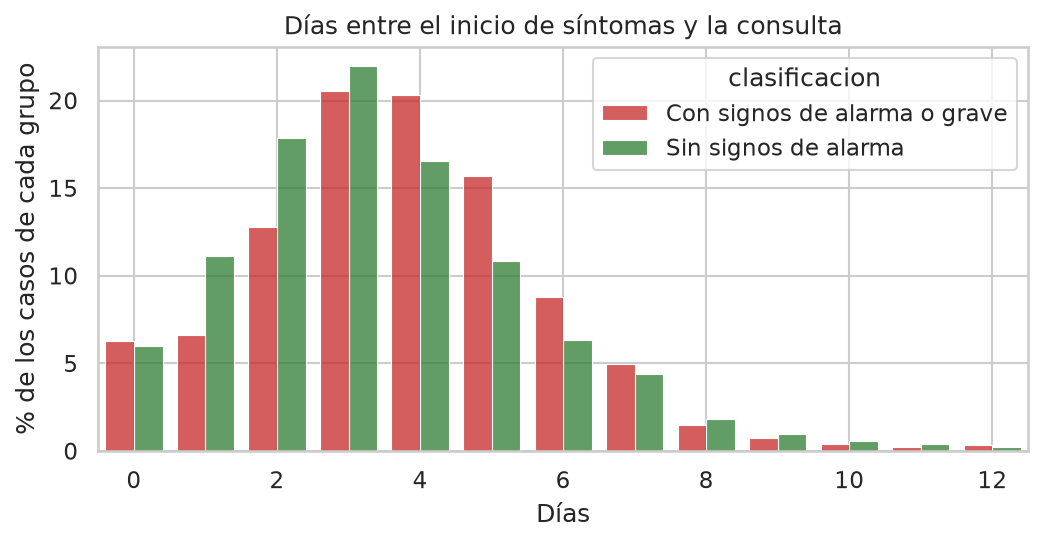 Días entre el inicio de síntomas y la consulta
% de los casos de cada grupo
20
15
10
5
0
clasificacion
Con signos de alarma o grave
Sin signos de alarma
0 2 4 6 8 10 12
Días